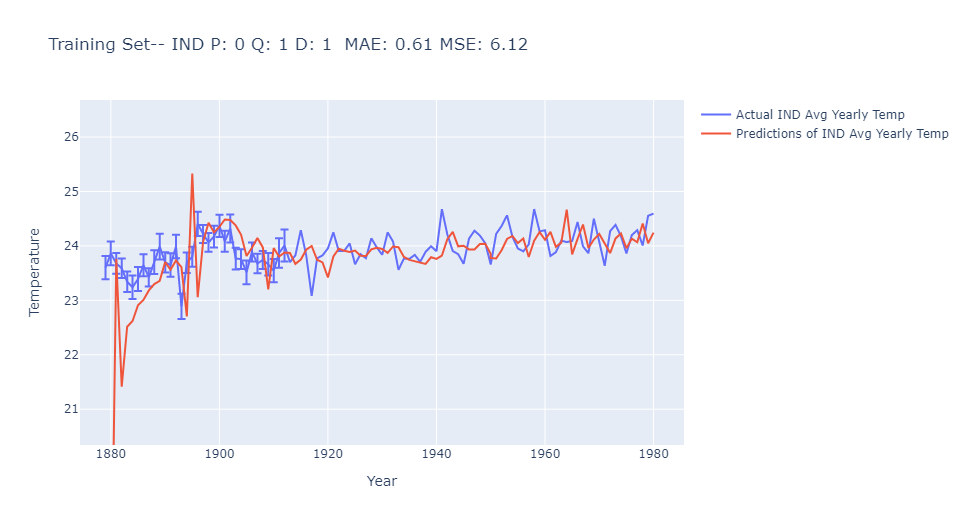 Training Set-- IND P: 0 Q: 1 D: 1  MAE: 0.61 MSE: 6.12
Actual IND Avg Yearly Temp
Predictions of IND Avg Yearly Temp
26
25
24
23
22
21
Temperature
1880
1900
1920
1940
1960
1980
Year